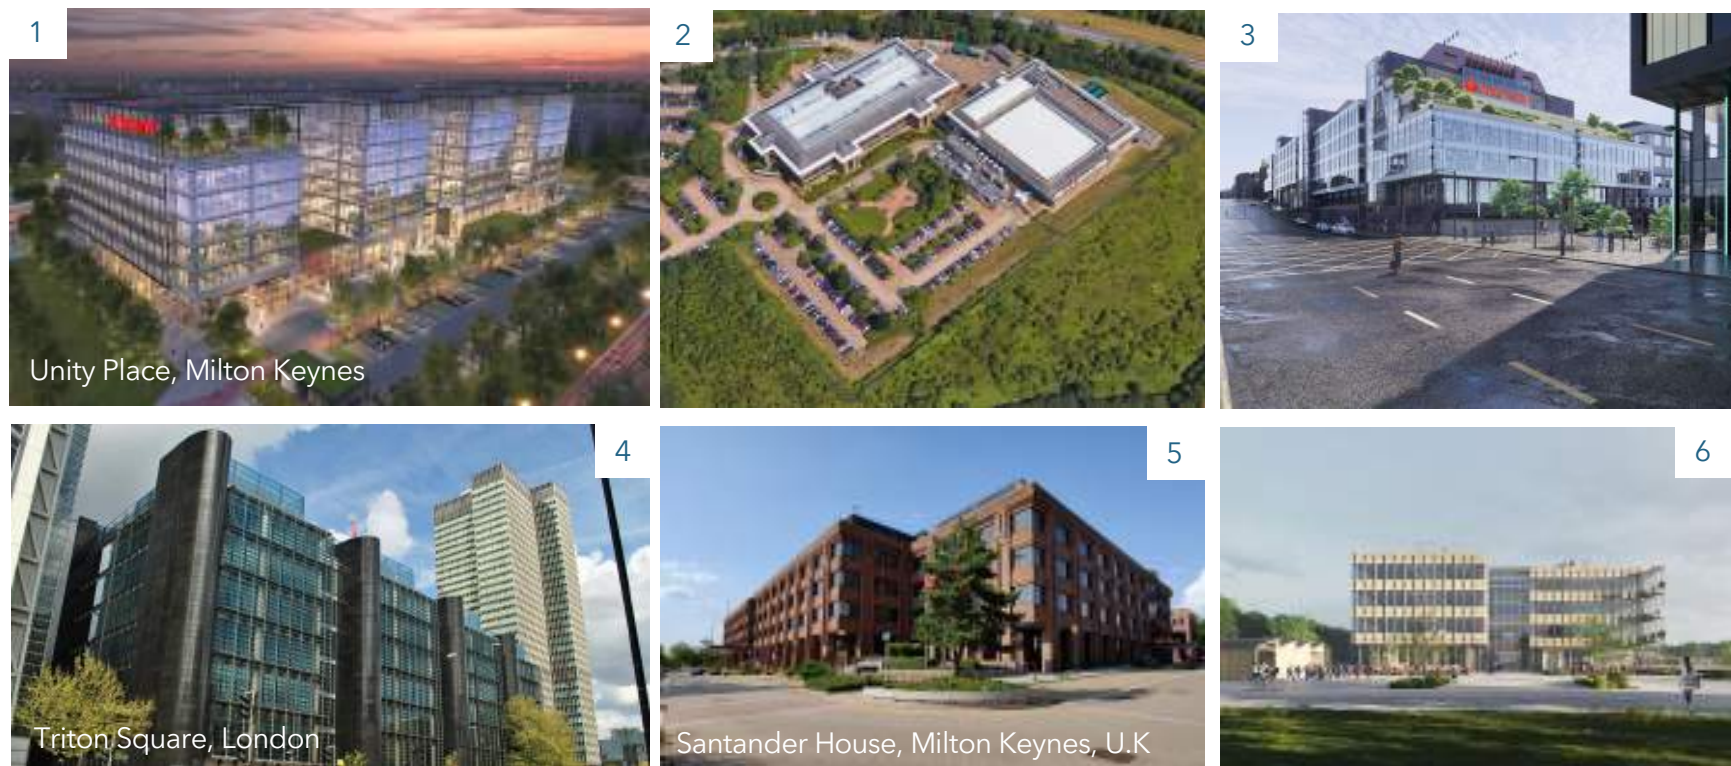 1
2
3
Unity Place, Milton Keynes
4
5
6
Triton Square, London
Santander House, Milton Keynes, U.K